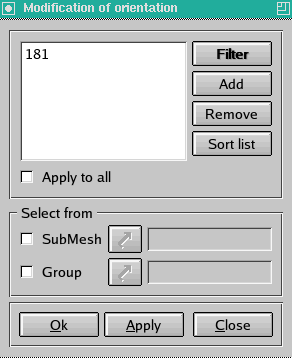 Modification of orientation
181
Filter
Add
Remove
Sort list
Apply to all
Select from
SubMesh
Group
Ok
Apply
Close